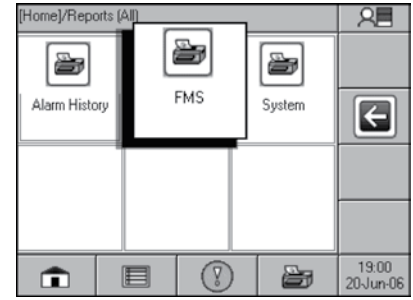 [Home]/Reports (All)
Alarm History
FMS
System
19:00
20-Jun-06